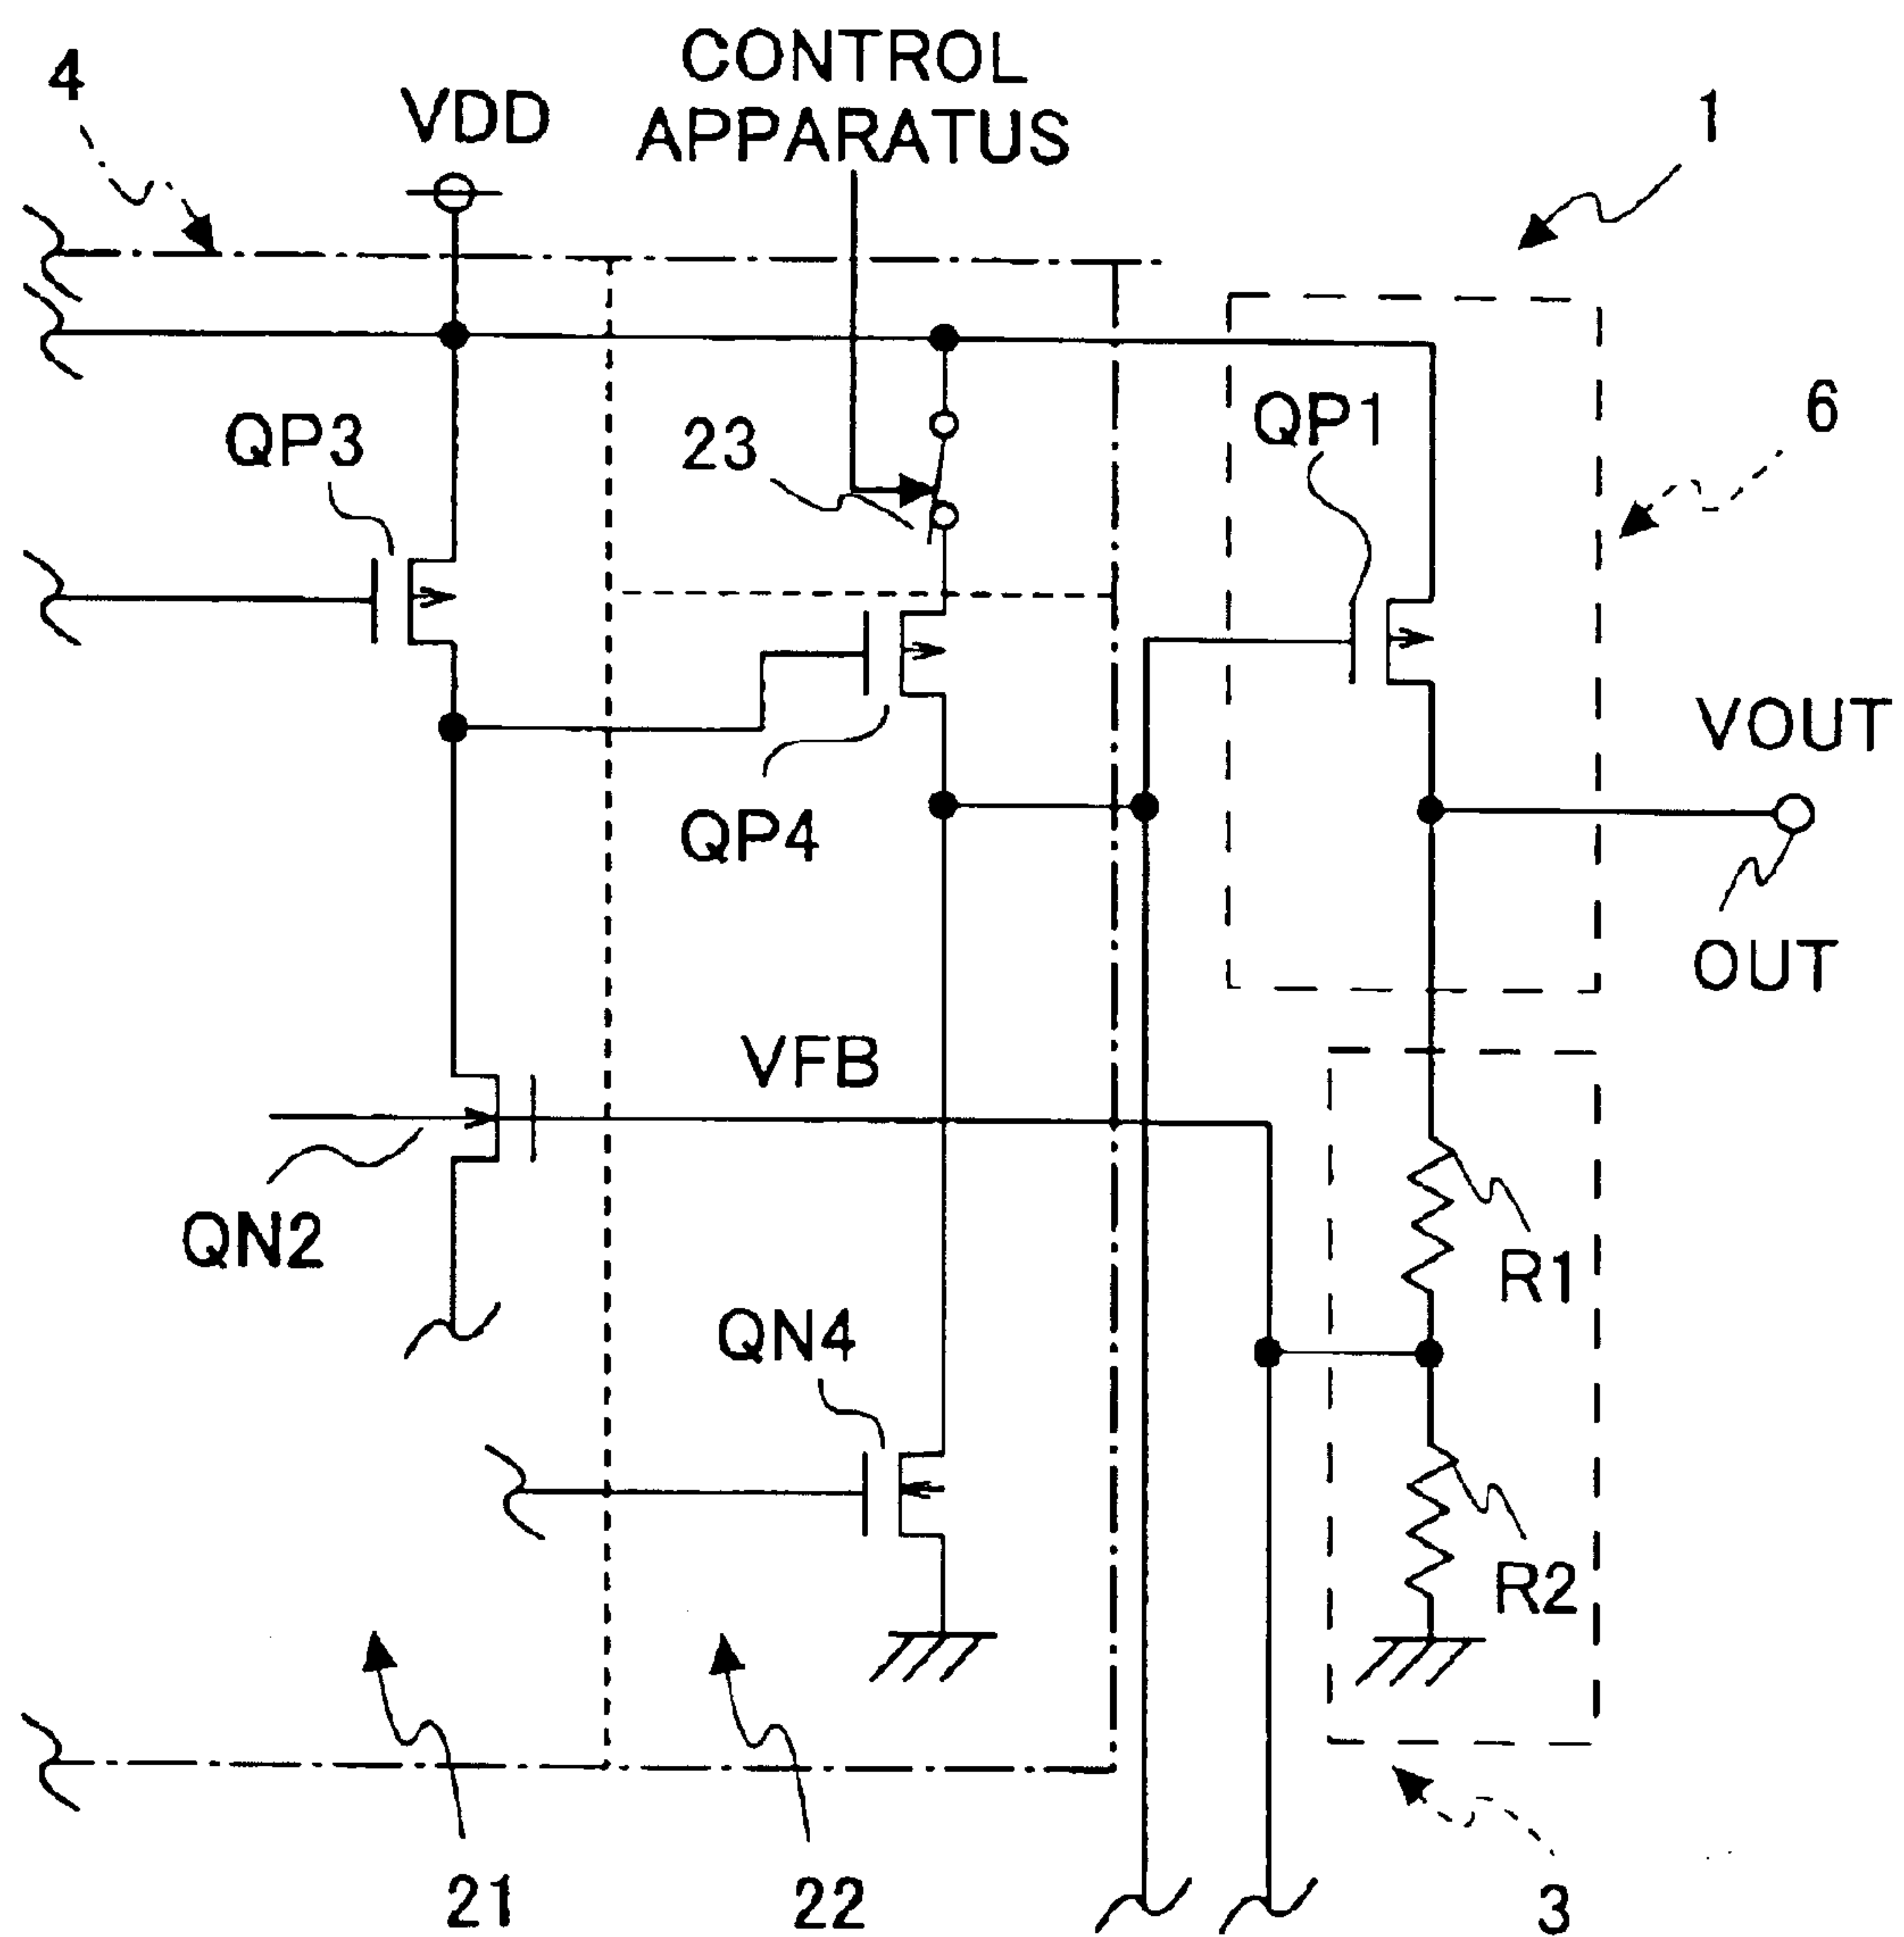 4
CONTROL
APPARATUS
VDD
1
QP3
23
QP1
6
QP4
VOUT
OUT
VFB
QN2
R1
QN4
R2
21
22
3